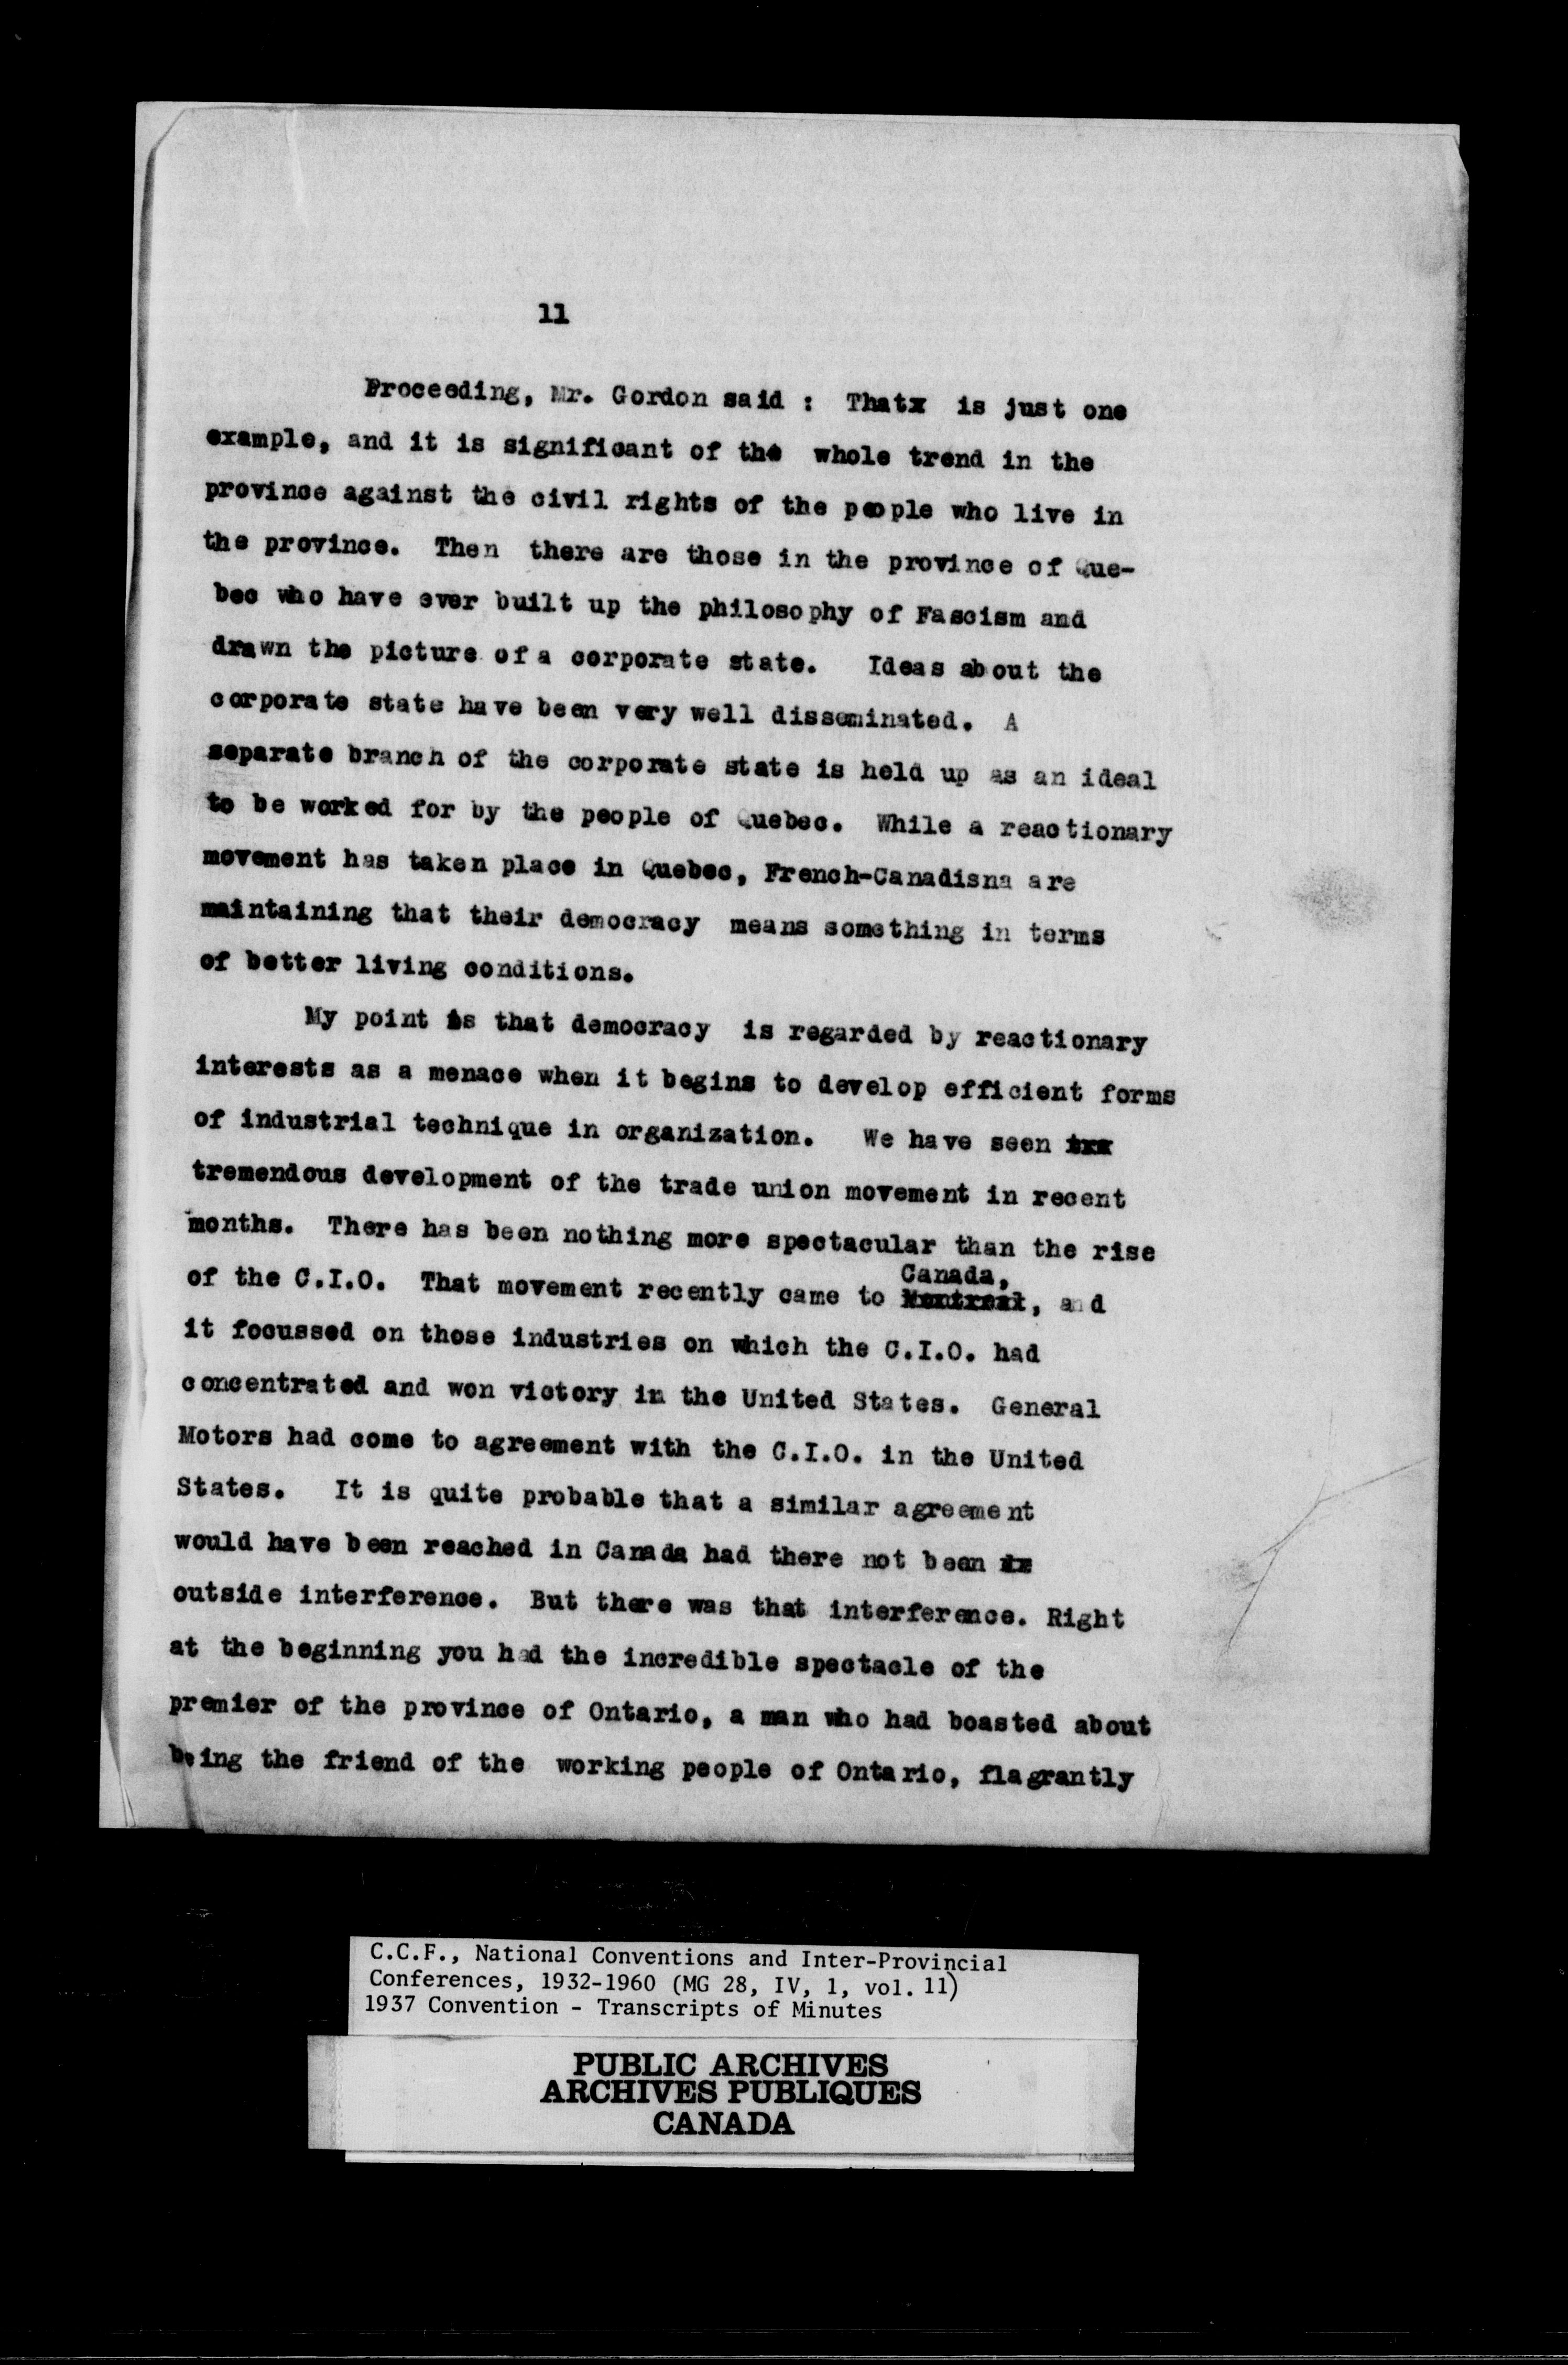 11
Proceeding, Mr. Gordon said : Thatx is just one
example, and it is significant of the whole trend in the
province against the civil rights of the people who live in
the province. Then there are those in the province of Que-
bec who have ever built up the philosophy of Fascism and
drawn the picture of a corporate state. Ideas about the
corporate state have been very well disseminated. A
separate branch of the corporate state is held up as an ideal
to be worked for by the people of Quebec. While a reactionary
movement has taken place in Quebec, French-Canadisna are
maintaining that their democracy means something in terms
of better living conditions.
My point is that democracy is regarded by reactionary
interests as a menace when it begins to develop efficient forms
of industrial technique in organization. We have seen
tremendous development of the trade union movement in recent
months. There has been nothing more spectacular than the rise
Canada,
of the C.I.O. That movement recently came to Montreal, and
it focussed on those industries on which the C.I.O. had
concentrated and won victory in the United States. General
Motors had come to agreement with the C.I.O. in the United
States. It is quite probable that a similar agreement
would have been reached in Canada had there not been
outside interference. But there was that interference. Right
at the beginning you had the incredible spectacle of the
premier of the province of Ontario, a man who had boasted about
being the friend of the working people of Ontario, flagrantly
C.C.F., National Conventions and Inter-Provincial
Conferences, 1932-1960 (MG 28, IV, 1, vol. 11)
1937 Convention - Transcripts of Minutes
PUBLIC ARCHIVES
ARCHIVES PUBLIQUES
CANADA